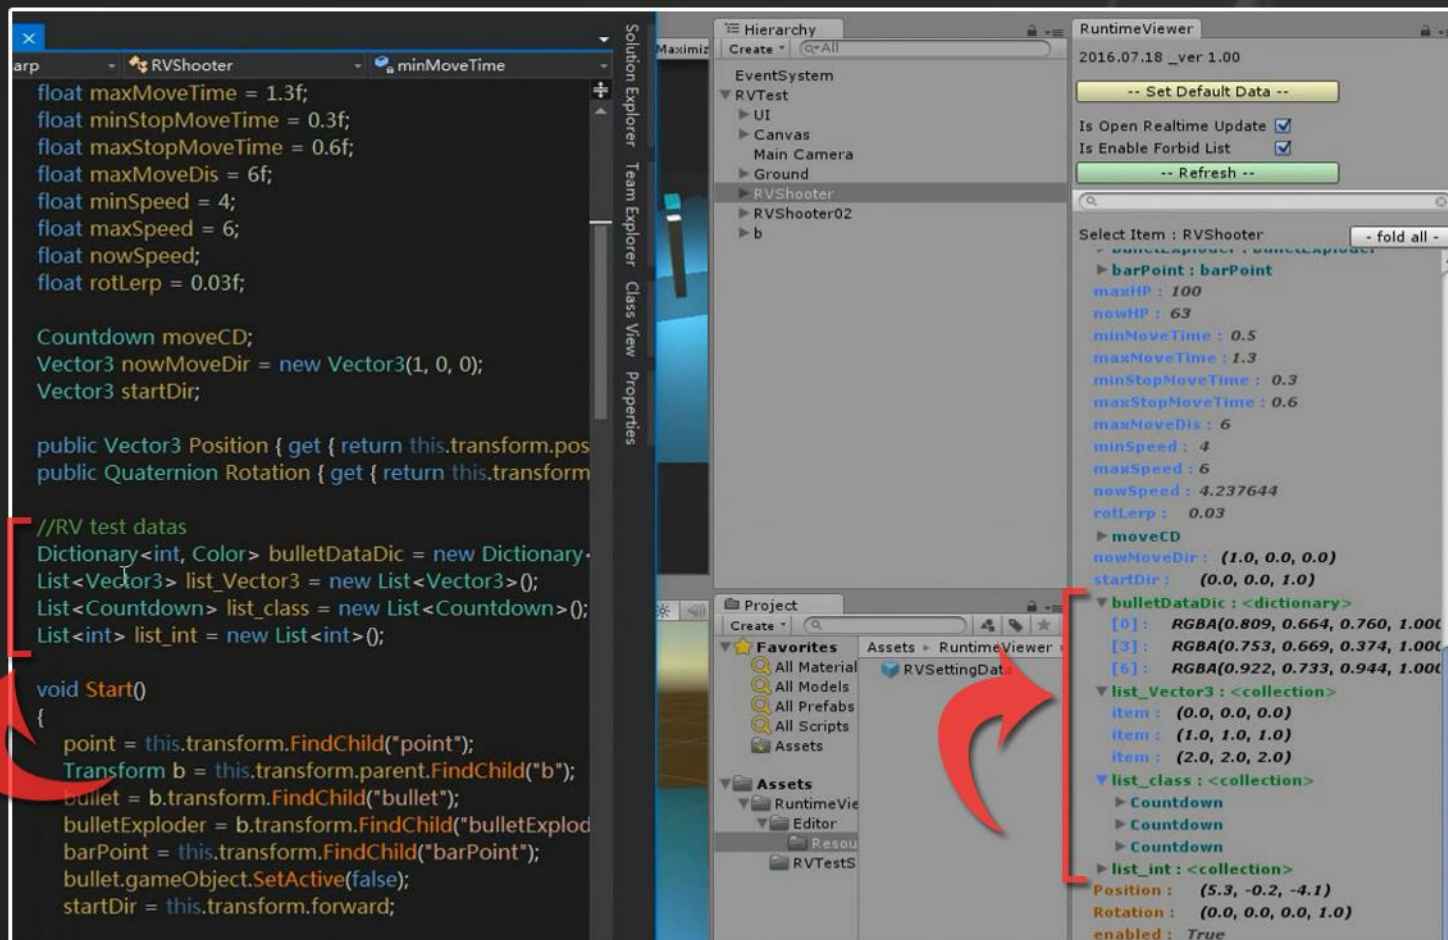 arp
RVShooter
minMoveTime
float maxMoveTime = 1.3f;
float minStopMoveTime = 0.3f;
float maxStopMoveTime = 0.6f;
float maxMoveDis = 6f;
float minSpeed = 4;
float maxSpeed = 6;
float nowSpeed;
float rotLerp = 0.03f;
Countdown moveCD;
Vector3 nowMoveDir = new Vector3(1, 0, 0);
Vector3 startDir;
public Vector3 Position { get { return this.transform.pos
public Quaternion Rotation { get { return this.transform
//RV test datas
Dictionary<int, Color> bulletDataDic = new Dictionary<
List<Vector3> list_Vector3 = new List<Vector3>();
List<Countdown> list_class = new List<Countdown>();
List<int> list_int = new List<int>();
void Start()
{
point = this.transform.FindChild("point");
Transform b = this.transform.parent.FindChild("b");
bullet = b.transform.FindChild("bullet");
bulletExploder = b.transform.FindChild("bulletExplod
barPoint = this.transform.FindChild("barPoint");
bullet.gameObject.SetActive(false);
startDir = this.transform.forward;
Solution Explorer
Team Explorer
Class View
Properties
Maximiz
Hierarchy
Create
All
EventSystem
RVTest
UI
Canvas
Main Camera
Ground
RVShooter
RVShooter02
b
Project
Create
Favorites
All Material
All Models
All Prefabs
All Scripts
Assets
Assets
RuntimeVie
Editor
Resou
RVTestS
Assets RuntimeViewer
RVSettingData
RuntimeViewer
2016.07.18 _ver 1.00
-- Set Default Data --
Is Open Realtime Update
Is Enable Forbid List
-- Refresh --
Select Item : RVShooter
- fold all -
bulletExploder : bulletExploder
barPoint : barPoint
maxHP : 100
nowHP : 63
minMoveTime : 0.5
maxMoveTime : 1.3
minStopMoveTime : 0.3
maxStopMoveTime : 0.6
maxMoveDis : 6
minSpeed : 4
maxSpeed : 6
nowSpeed : 4.237644
rotLerp : 0.03
moveCD
nowMoveDir : (1.0, 0.0, 0.0)
startDir : (0.0, 0.0, 1.0)
bulletDataDic : <dictionary>
[0] : RGBA(0.809, 0.664, 0.760, 1.000
[3] : RGBA(0.753, 0.669, 0.374, 1.000
[6] : RGBA(0.922, 0.733, 0.944, 1.000
list_Vector3 : <collection>
item : (0.0, 0.0, 0.0)
item : (1.0, 1.0, 1.0)
item : (2.0, 2.0, 2.0)
list_class : <collection>
Countdown
Countdown
Countdown
list_int : <collection>
Position : (5.3, -0.2, -4.1)
Rotation : (0.0, 0.0, 0.0, 1.0)
enabled : True